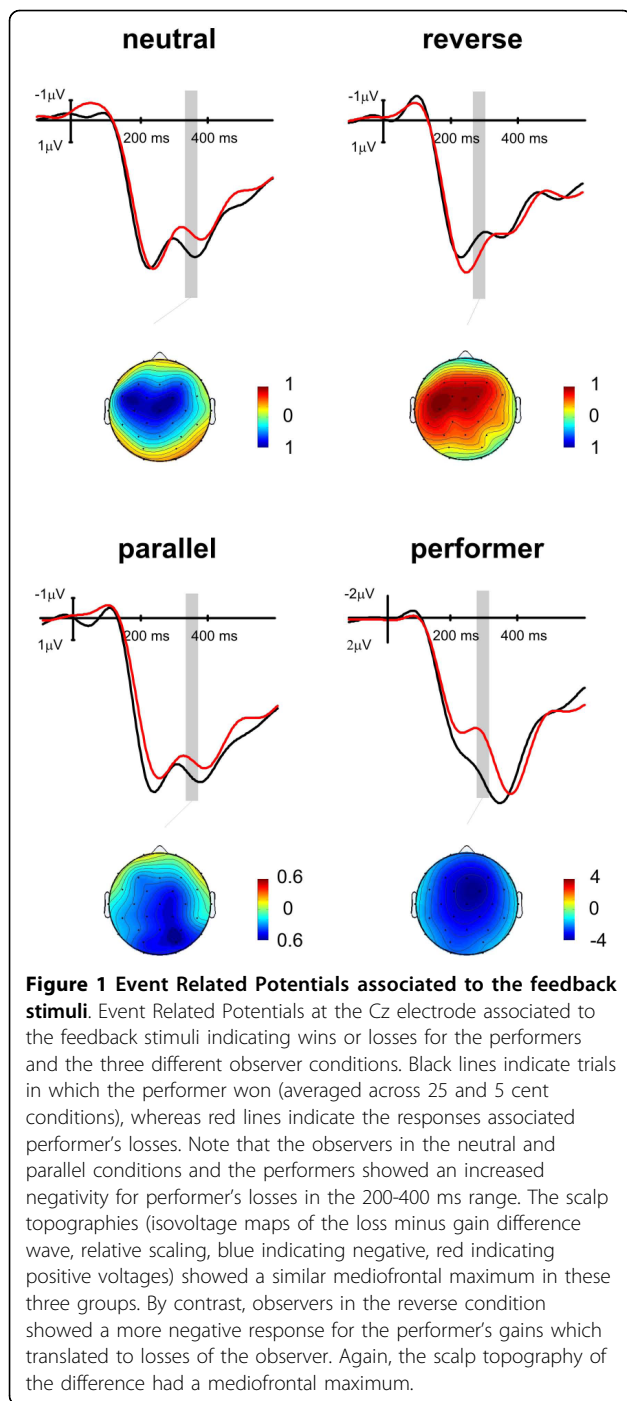 neutral reverse
-1µV -1µV
200 ms 400 ms 200 ms 400 ms
1µV 1µV
1 1
0 0
1 1
parallel performer
-1µV -2µV
200 ms 400 ms 200 ms 400 ms
1µV 2µV
0.6 4
0 0
0.6 -4
Figure 1 Event Related Potentials associated to the feedback
stimuli. Event Related Potentials at the Cz electrode associated to
the feedback stimuli indicating wins or losses for the performers
and the three different observer conditions. Black lines indicate trials
in which the performer won (averaged across 25 and 5 cent
conditions), whereas red lines indicate the responses associated
performer's losses. Note that the observers in the neutral and
parallel conditions and the performers showed an increased
negativity for performer's losses in the 200-400 ms range. The scalp
topographies (isovoltage maps of the loss minus gain difference
wave, relative scaling, blue indicating negative, red indicating
positive voltages) showed a similar mediofrontal maximum in these
three groups. By contrast, observers in the reverse condition
showed a more negative response for the performer's gains which
translated to losses of the observer. Again, the scalp topography of
the difference had a mediofrontal maximum.